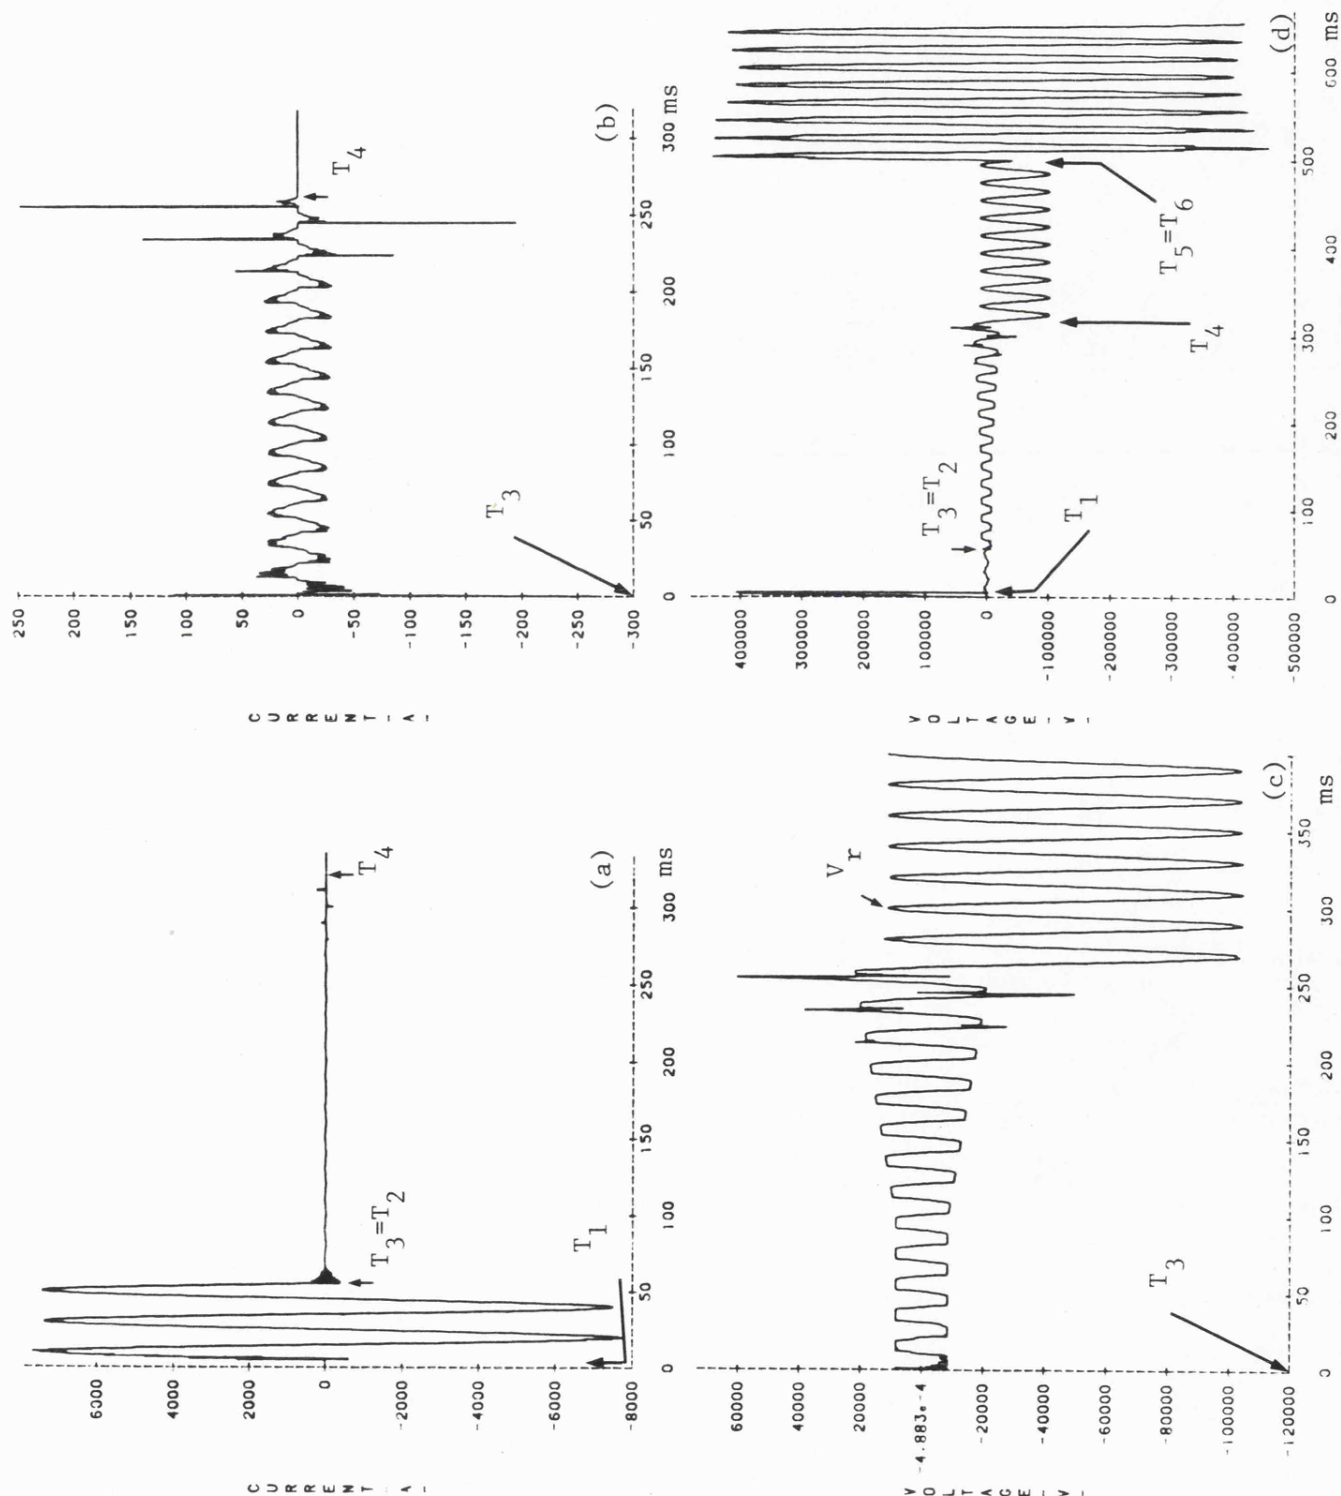 CURRENT-A-
6000
4000
2000
0
-2000
-4000
-6000
-8000
0
50
100
150
200
250
300
ms
T1
T3=T2
T4
(a)
CURRENT-A-
250
200
150
100
50
0
-50
-100
-150
-200
-250
-300
0
50
100
150
200
250
300 ms
T3
T4
(b)
VOLTAGE-V-
60000
40000
20000
-4.883e-4
-20000
-40000
-60000
-80000
-100000
-120000
0
50
100
150
200
250
300
350
ms
T3
Vr
(c)
VOLTAGE-V-
400000
300000
200000
100000
0
-100000
-200000
-300000
-400000
-500000
0
100
200
300
400
500
600
ms
T1
T3=T2
T4
T5=T6
(d)